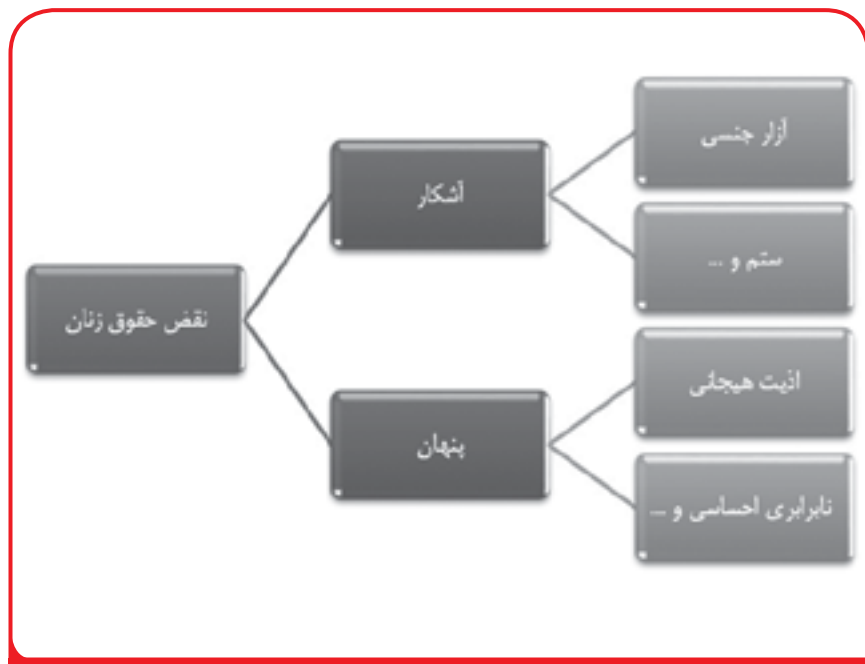 نقض حقوق زنان
آشکار
آزار جنسی
ستم و ...
پنهان
اذیت هیجانی
نابرابری احساسی و ...